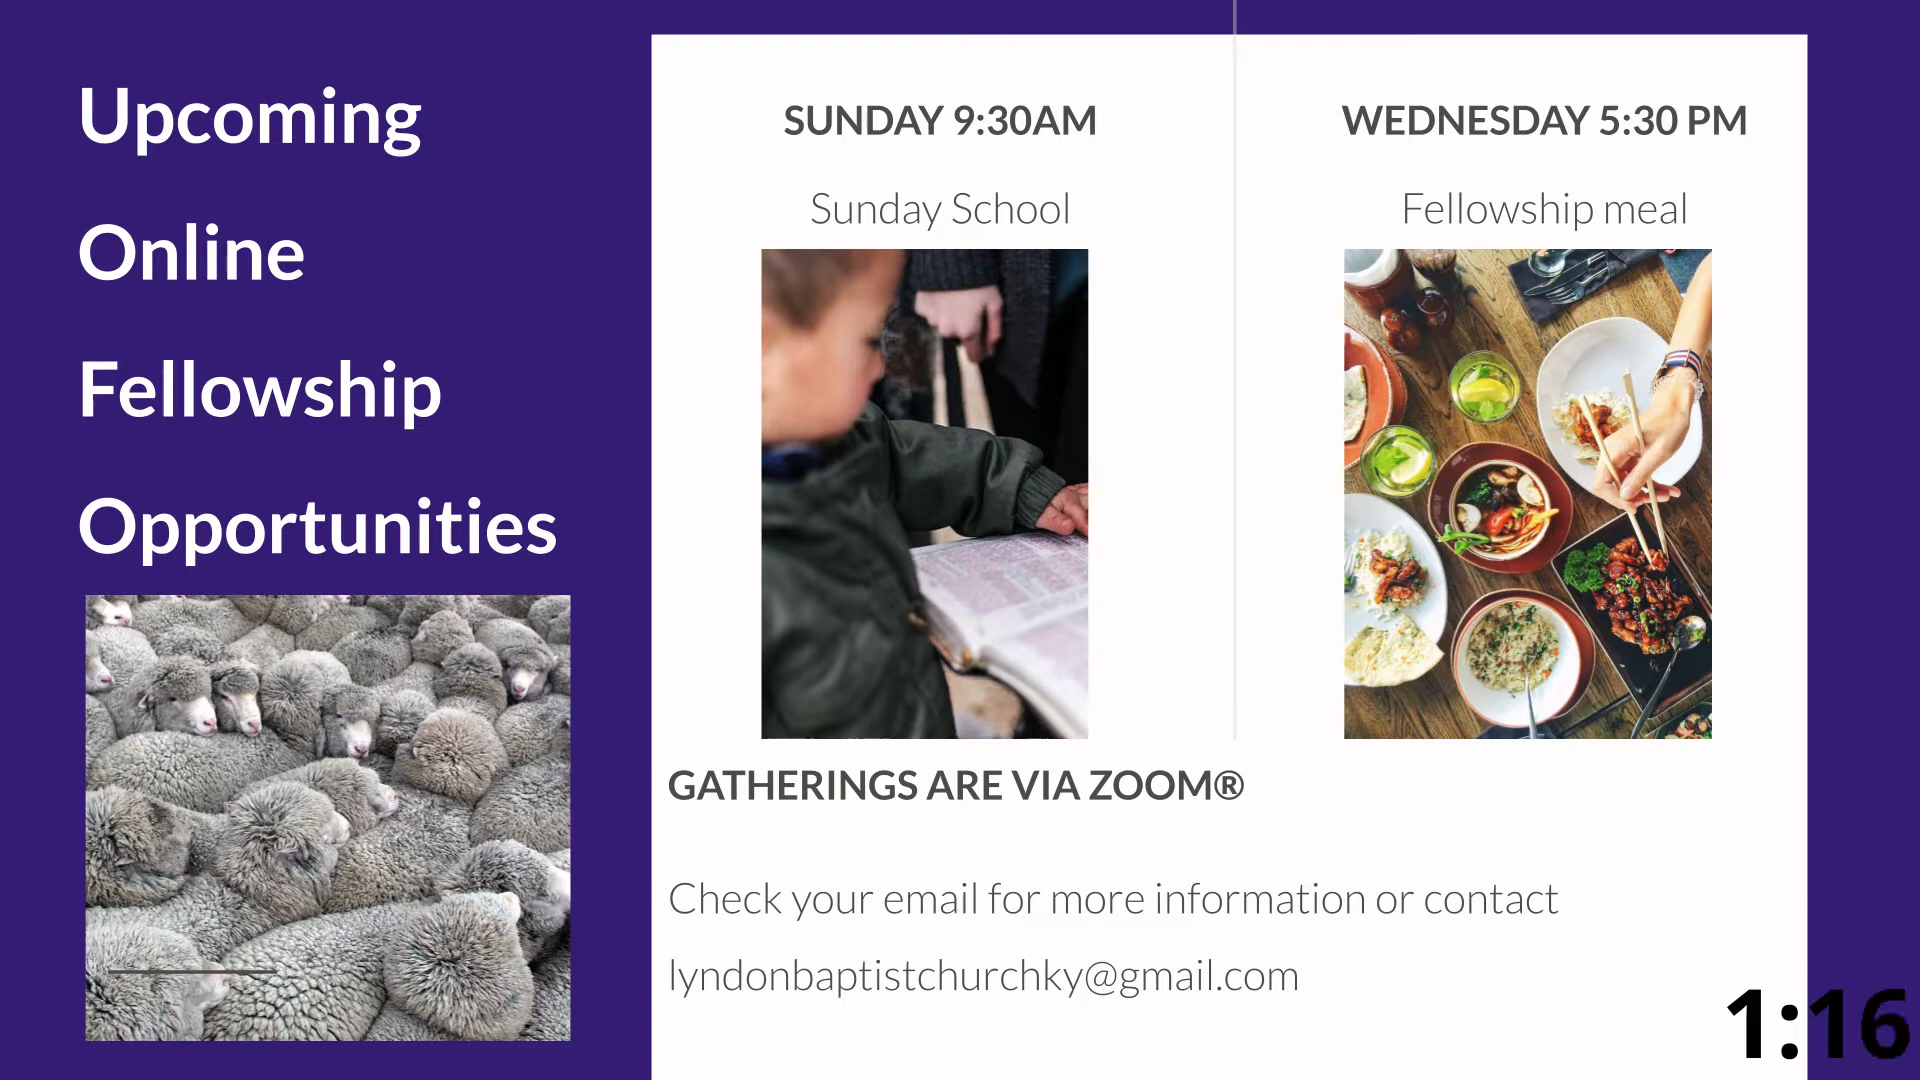 Upcoming
Online
Fellowship
Opportunities
SUNDAY 9:30AM
Sunday School
WEDNESDAY 5:30 PM
Fellowship meal
GATHERINGS ARE VIA ZOOM®
Check your email for more information or contact
lyndonbaptistchurchky@gmail.com
1:16